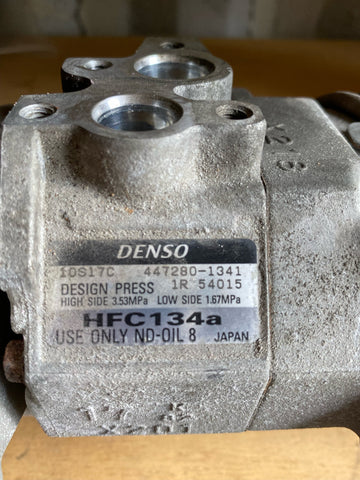 DENSO
10S17C 447280-1341
DESIGN PRESS 1R 54015
HIGH SIDE 3.53MPa LOW SIDE 1.67MPa
HFC134a
USE ONLY ND-OIL 8 JAPAN